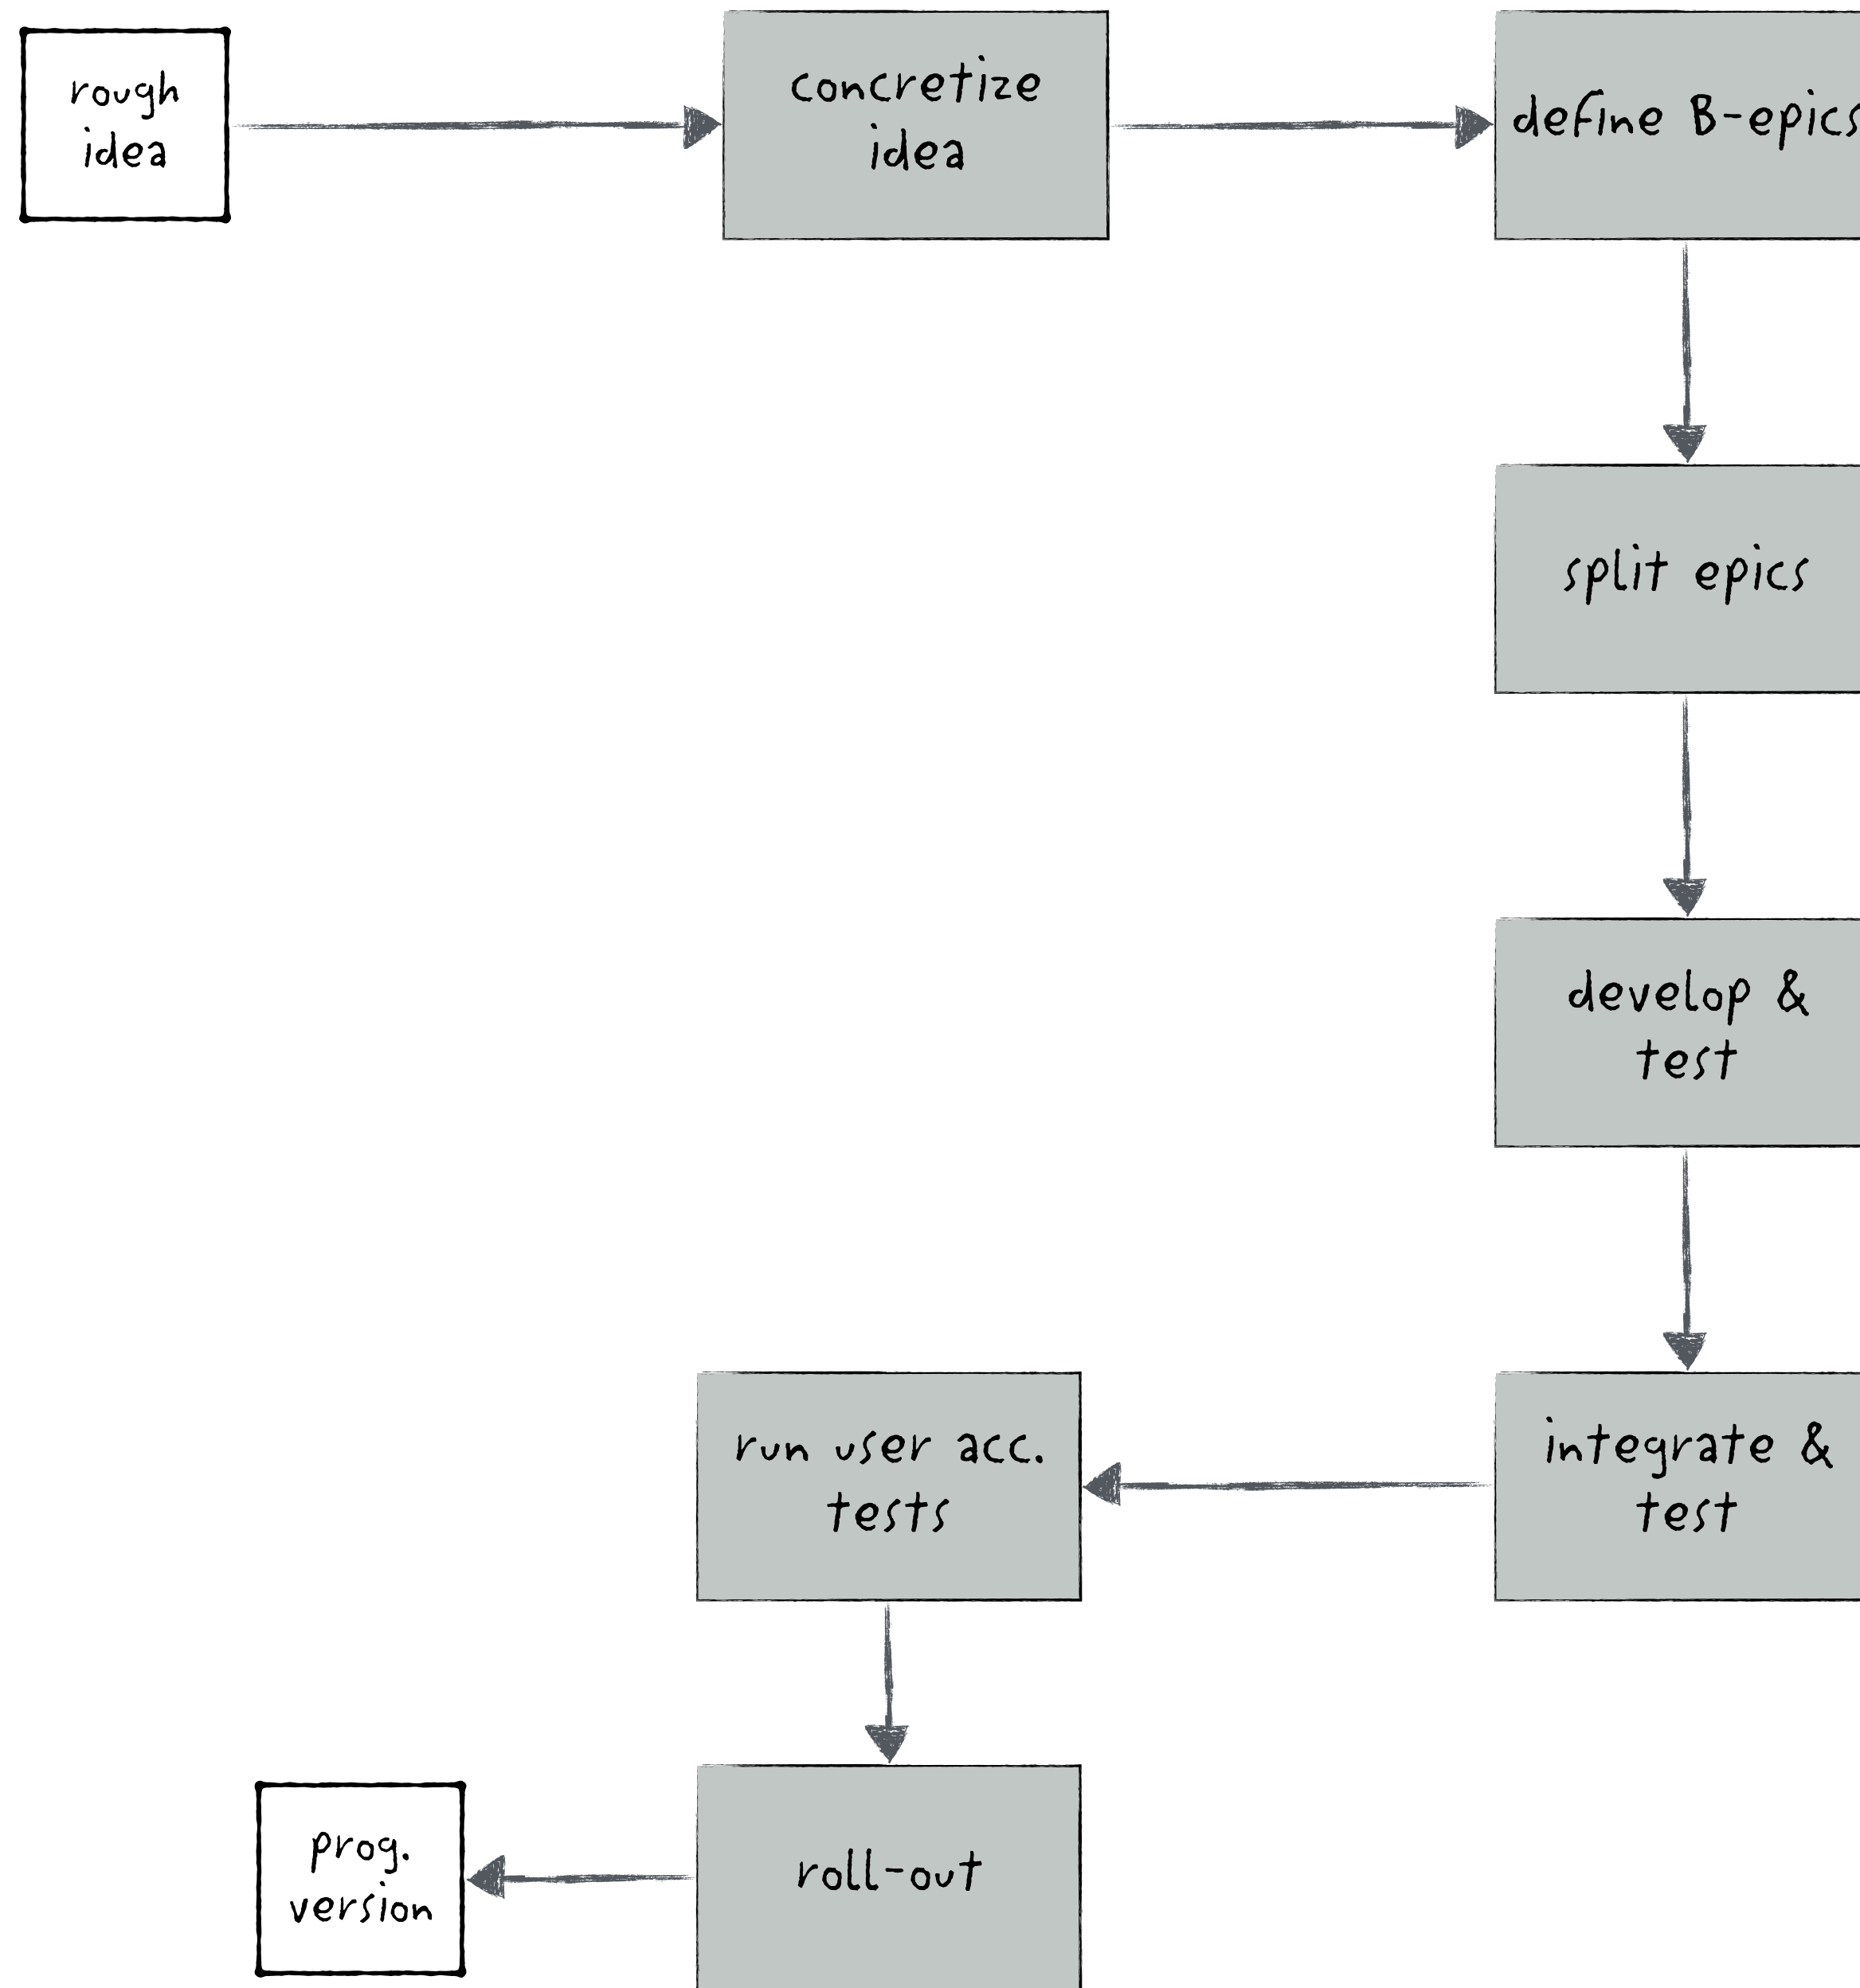 rough
idea
concretize
idea
define B-epics
split epics
develop &
test
integrate &
test
run user acc.
tests
roll-out
prog.
version